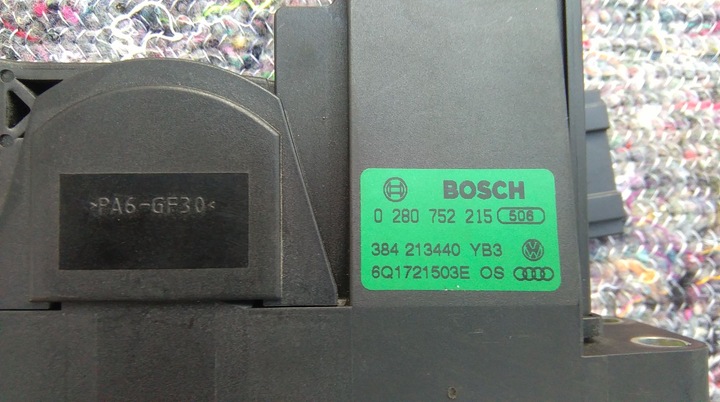 >PA6-GF30<
BOSCH
0 280 752 215 506
384 213440 YB3
6Q1721503E OS